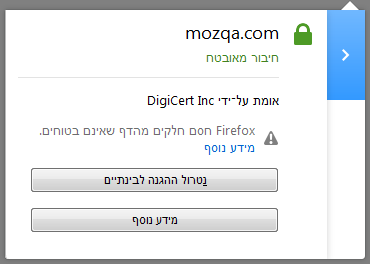 mozqa.com
חיבור מאובטח
אומת על־ידי DigiCert Inc
Firefox חסם חלקים מהדף שאינם בטוחים.
מידע נוסף
נַטרול ההגנה לבינתיים
מידע נוסף